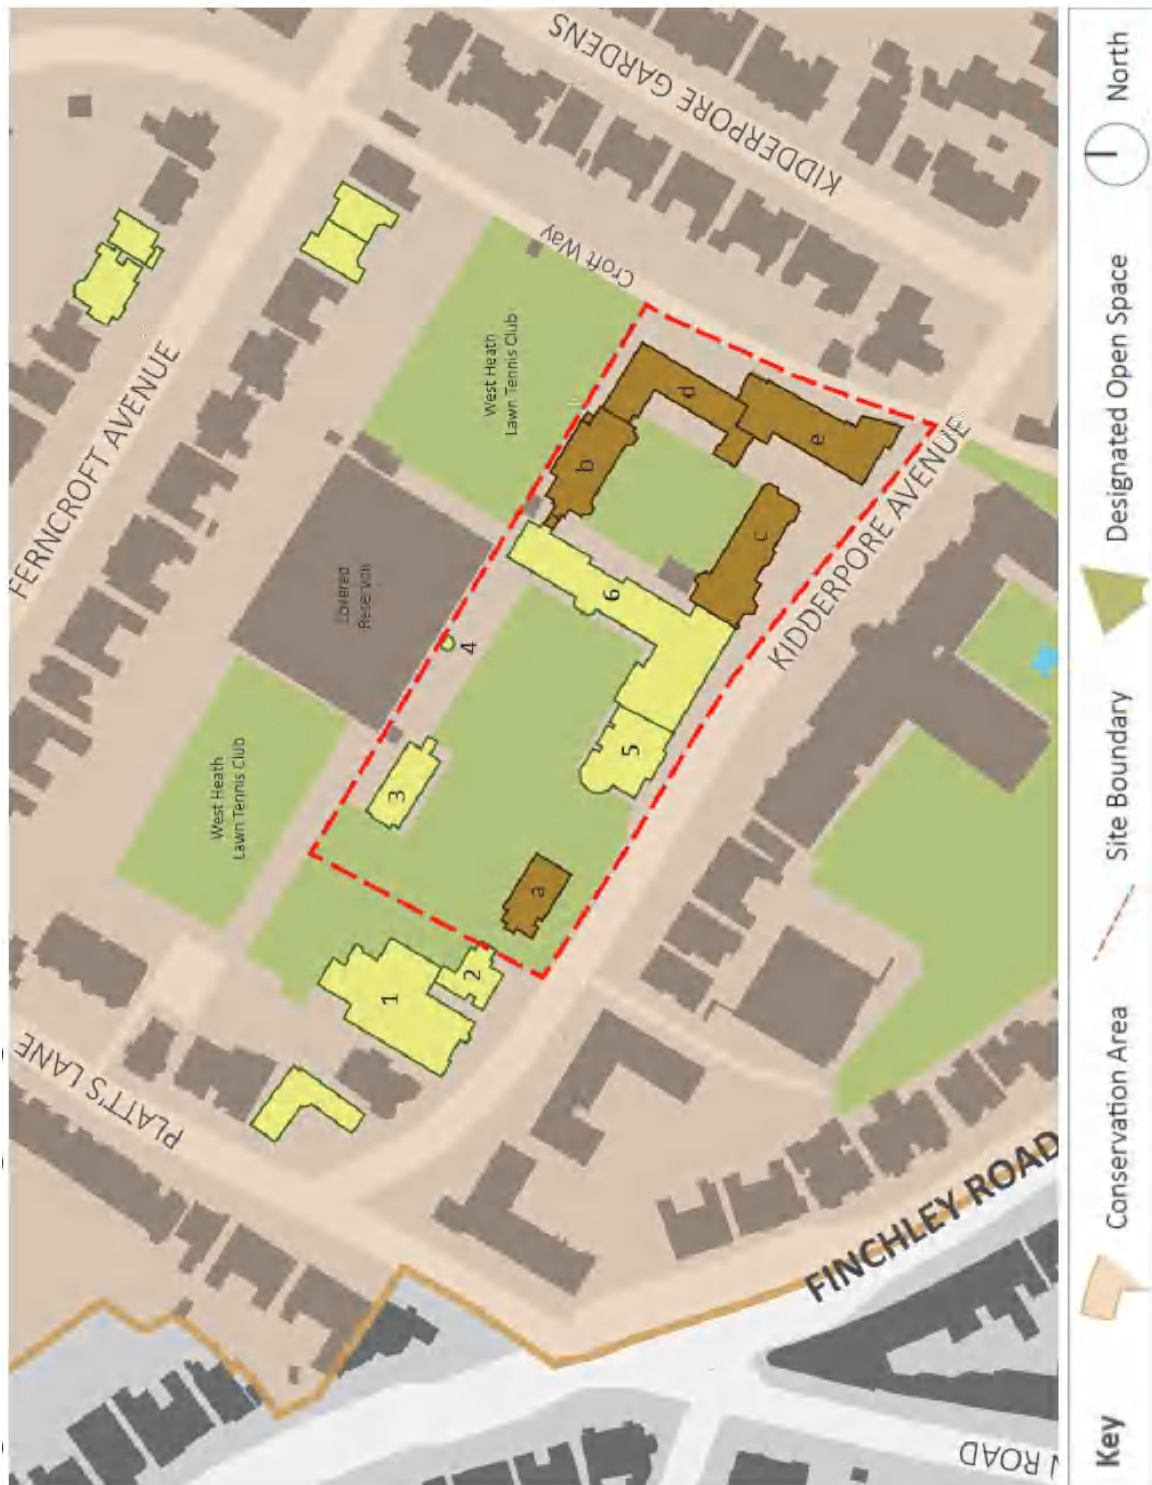 KIDDERPORE GARDENS
FERNCROFT AVENUE
Croft Way
West Heath
Lawn Tennis Club
Covered
Reservoir
West Heath
Lawn Tennis Club
PLATT'S LANE
KIDDERPORE AVENUE
FINCHLEY ROAD
ROAD
1
2
3
4
5
6
a
b
c
d
e
Key
Conservation Area
Site Boundary
Designated Open Space
North